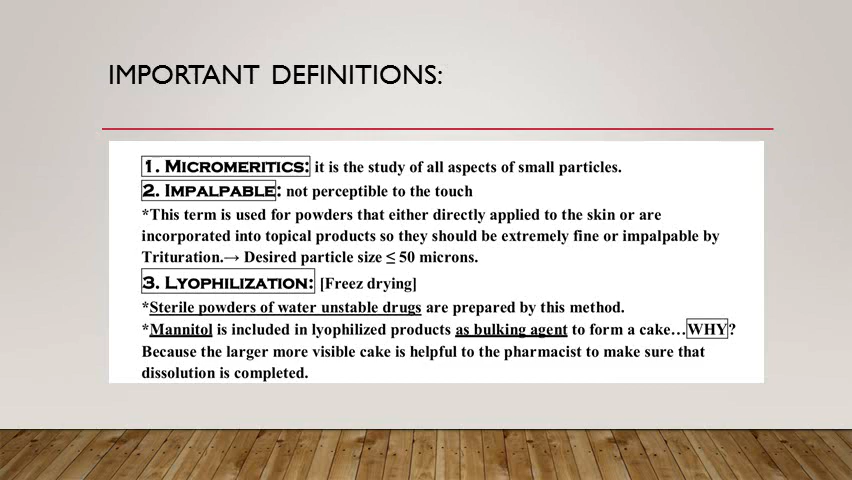 IMPORTANT DEFINITIONS:
1. MICROMERITICS: it is the study of all aspects of small particles.
2. IMPALPABLE: not perceptible to the touch
*This term is used for powders that either directly applied to the skin or are
incorporated into topical products so they should be extremely fine or impalpable by
Trituration.→ Desired particle size ≤ 50 microns.
3. LYOPHILIZATION: [Freez drying]
*Sterile powders of water unstable drugs are prepared by this method.
*Mannitol is included in lyophilized products as bulking agent to form a cake…WHY?
Because the larger more visible cake is helpful to the pharmacist to make sure that
dissolution is completed.